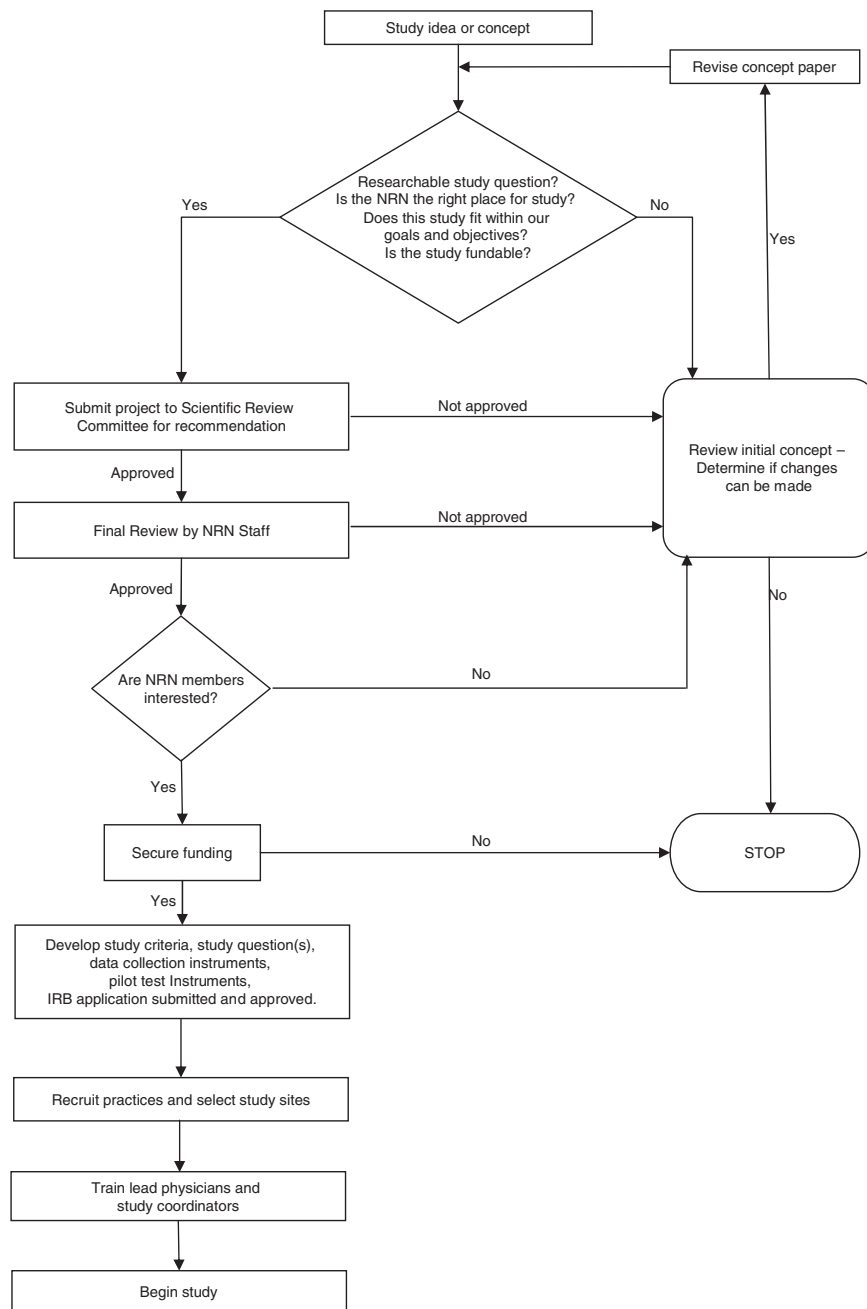 Study idea or concept
Revise concept paper
Researchable study question?
Is the NRN the right place for study?
Does this study fit within our
goals and objectives?
Is the study fundable?
Yes
No
Yes
Submit project to Scientific Review
Committee for recommendation
Not approved
Review initial concept –
Determine if changes
can be made
Approved
Final Review by NRN Staff
Not approved
Approved
No
Are NRN members
interested?
No
Yes
Secure funding
No
STOP
Yes
Develop study criteria, study question(s),
data collection instruments,
pilot test Instruments,
IRB application submitted and approved.
Recruit practices and select study sites
Train lead physicians and
study coordinators
Begin study